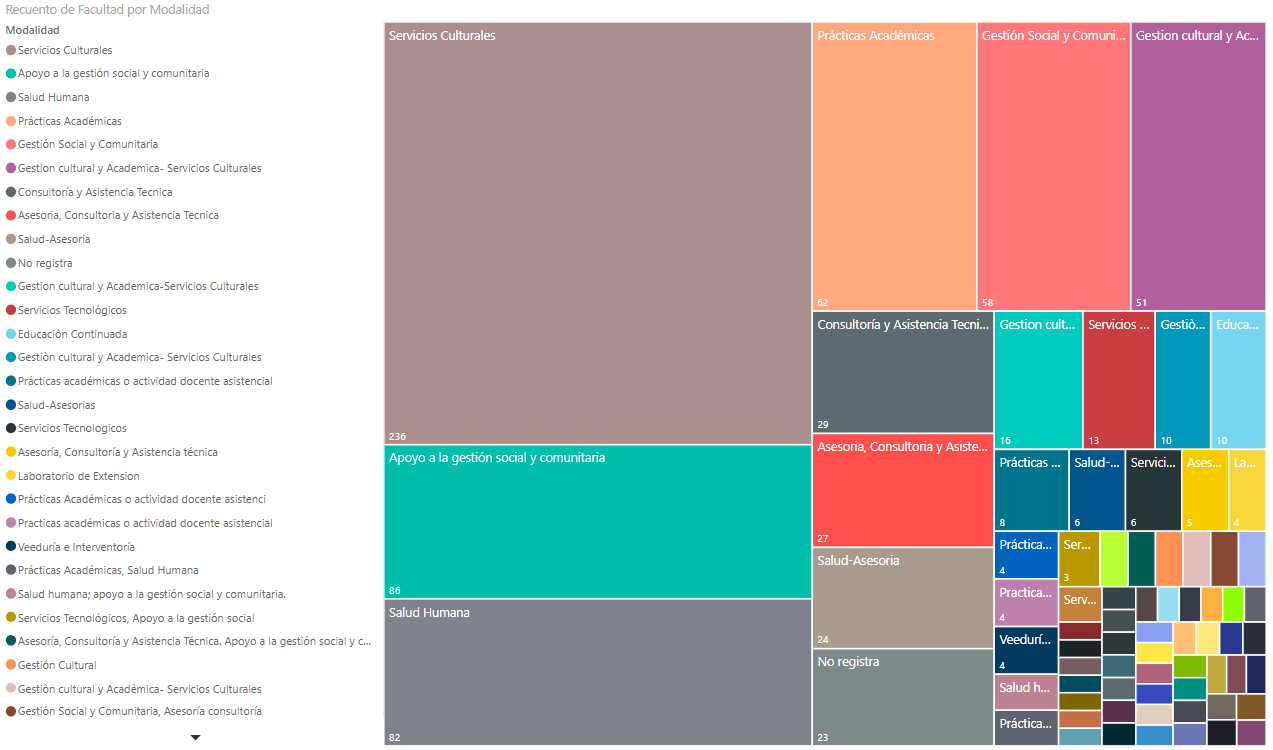 Recuento de Facultad por Modalidad
Modalidad
Servicios Culturales
Apoyo a la gestión social y comunitaria
Salud Humana
Prácticas Académicas
Gestión Social y Comunitaria
Gestion cultural y Academica- Servicios Culturales
Consultoría y Asistencia Tecnica
Asesoria, Consultoria y Asistencia Tecnica
Salud-Asesoria
No registra
Gestion cultural y Academica-Servicios Culturales
Servicios Tecnológicos
Educaciòn Continuada
Gestiòn cultural y Academica- Servicios Culturales
Prácticas académicas o actividad docente asistencial
Salud-Asesorias
Servicios Tecnologicos
Asesoría, Consultoría y Asistencia técnica
Laboratorio de Extension
Prácticas Académicas o actividad docente asistenci
Practicas académicas o actividad docente asistencial
Veeduría e Interventoría
Prácticas Académicas, Salud Humana
Salud humana; apoyo a la gestión social y comunitaria.
Servicios Tecnológicos, Apoyo a la gestión social
Asesoría, Consultoría y Asistencia Técnica. Apoyo a la gestión social y c...
Gestión Cultural
Gestiòn cultural y Acadèmica- Servicios Culturales
Gestión Social y Comunitaria, Asesoría consultoría
Servicios Culturales
236
Apoyo a la gestión social y comunitaria
86
Salud Humana
82
Prácticas Académicas
62
Gestión Social y Comuni...
58
Gestion cultural y Ac...
51
Consultoría y Asistencia Tecni...
29
Asesoria, Consultoria y Asiste...
27
Salud-Asesoria
24
No registra
23
Gestion cult...
16
Servicios ...
13
Gestiò...
10
Educa...
10
Prácticas ...
8
Salud-...
6
Servici...
6
Ases...
5
La...
4
Práctica...
4
Practica...
4
Veedurí...
4
Salud h...
Práctica...
Ser...
3
Serv...